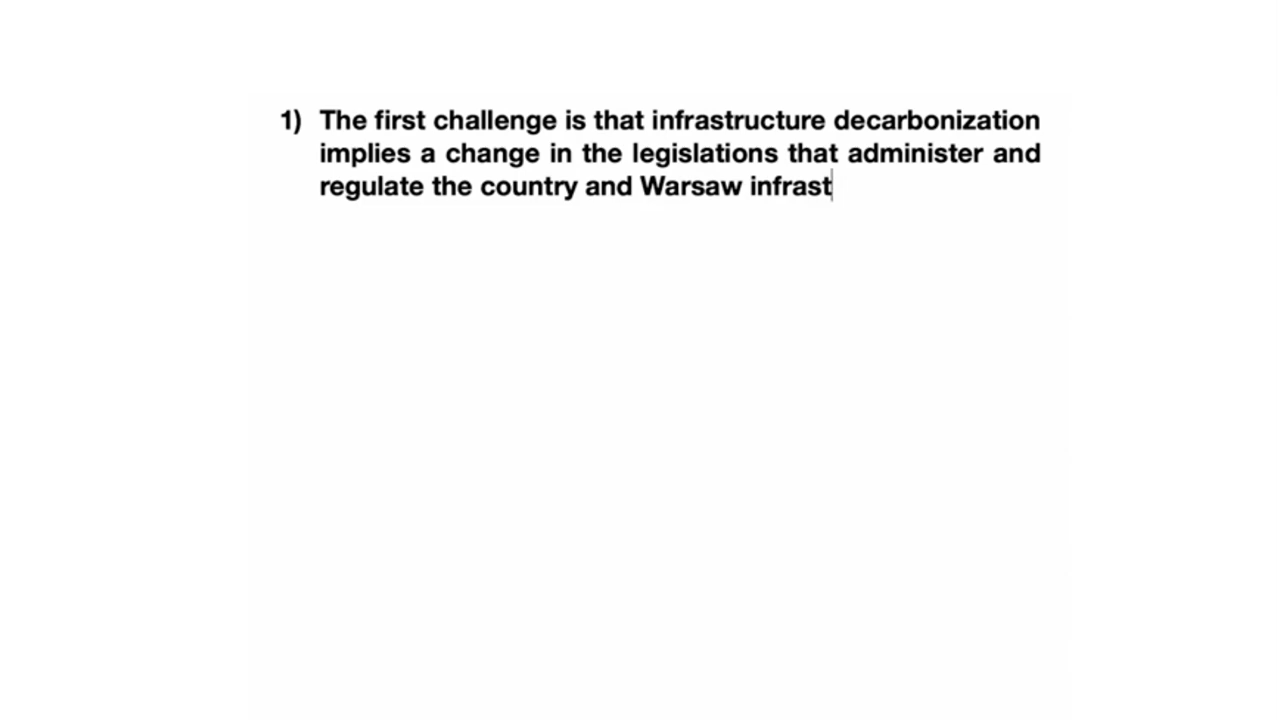 1) The first challenge is that infrastructure decarbonization
implies a change in the legislations that administer and
regulate the country and Warsaw infrast